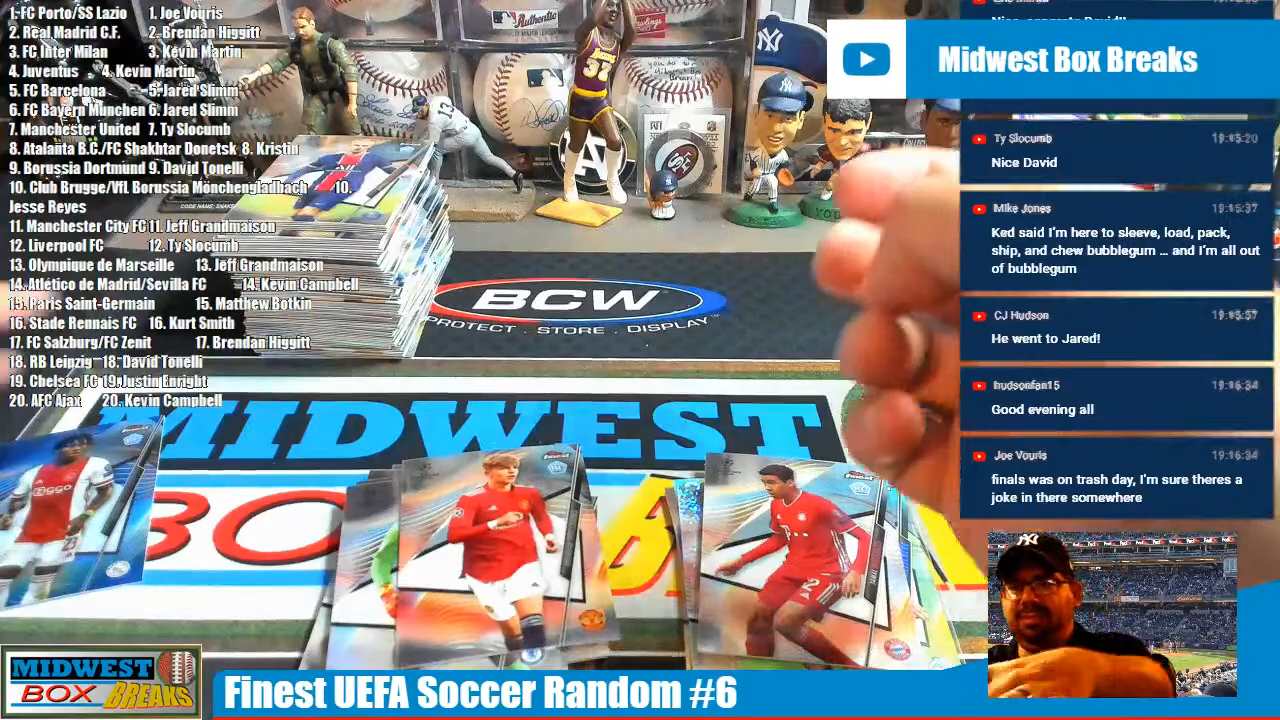 1. FC Porto/SS Lazio 1. Joe Vouris
2. Real Madrid C.F. 2. Brendan Higgitt
3. FC Inter Milan 3. Kevin Martin
4. Juventus 4. Kevin Martin
5. FC Barcelona 5. Jared Slimm
6. FC Bayern Munchen 6. Jared Slimm
7. Manchester United 7. Ty Slocumb
8. Atalanta B.C./FC Shakhtar Donetsk 8. Kristin
9. Borussia Dortmund 9. David Tonelli
10. Club Brugge/VfL Borussia Mönchengladbach 10.
Jesse Reyes
11. Manchester City FC 11. Jeff Grandmaison
12. Liverpool FC 12. Ty Slocumb
13. Olympique de Marseille 13. Jeff Grandmaison
14. Atlético de Madrid/Sevilla FC 14. Kevin Campbell
15. Paris Saint-Germain 15. Matthew Botkin
16. Stade Rennais FC 16. Kurt Smith
17. FC Salzburg/FC Zenit 17. Brendan Higgitt
18. RB Leipzig 18. David Tonelli
19. Chelsea FC 19. Justin Enright
20. AFC Ajax 20. Kevin Campbell
Authentic
Rawlings
32
13
Midwest Box Breaks
Ty Slocumb 19:15:20
Nice David
Mike Jones 19:15:37
Ked said I'm here to sleeve, load, pack,
ship, and chew bubblegum ... and I'm all out
of bubblegum
CJ Hudson 19:15:57
He went to Jared!
hudsonfan15 19:16:34
Good evening all
Joe Vouris 19:16:34
finals was on trash day, I'm sure theres a
joke in there somewhere
BCW
PROTECT . STORE . DISPLAY
MIDWEST
BO
B
finest
MIDWEST
BOX BREAKS
Finest UEFA Soccer Random #6